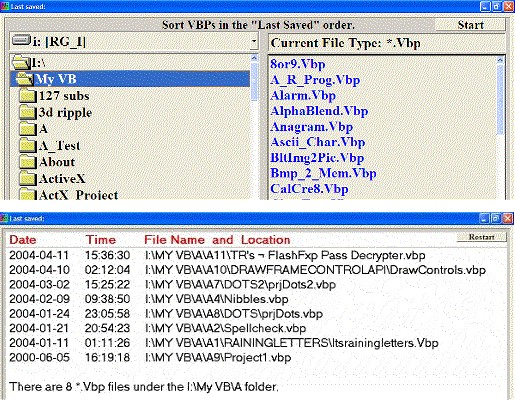 Last saved:
Sort VBPs in the "Last Saved" order.
Start
i: [RG_I]
Current File Type: *.Vbp
I:\
My VB
127 subs
3d ripple
A
A_Test
About
ActiveX
ActX_Project
8or9.Vbp
A_R_Prog.Vbp
Alarm.Vbp
AlphaBlend.Vbp
Anagram.Vbp
Ascii_Char.Vbp
BltImg2Pic.Vbp
Bmp_2_Mem.Vbp
CalCre8.Vbp
Last saved:
Date Time File Name and Location
Restart
2004-04-11 15:36:30 I:\MY VB\A\A11\TR's ¬ FlashFxp Pass Decrypter.vbp
2004-04-10 02:12:04 I:\MY VB\A\A10\DRAWFRAMECONTROLAPI\DrawControls.vbp
2004-03-02 15:25:22 I:\MY VB\A\A7\DOTS2\prjDots2.vbp
2004-02-09 09:38:50 I:\MY VB\A\A4\Nibbles.vbp
2004-01-24 23:05:58 I:\MY VB\A\A8\DOTS\prjDots.vbp
2004-01-21 20:54:23 I:\MY VB\A\A2\Spellcheck.vbp
2004-01-11 01:11:26 I:\MY VB\A\A1\RAININGLETTERS\Itsrainingletters.Vbp
2000-06-05 16:19:18 I:\MY VB\A\A9\Project1.vbp
There are 8 *.Vbp files under the I:\My VB\A folder.